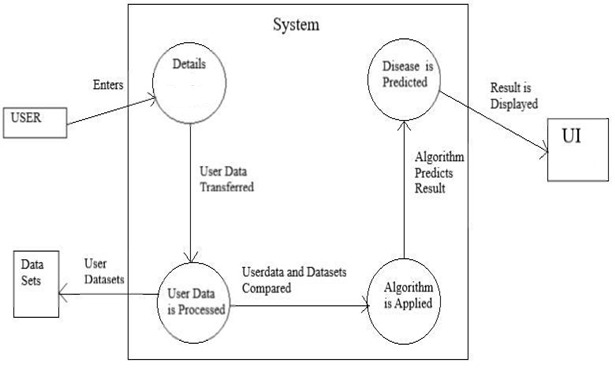 System
Details
Disease is
Predicted
Enters
USER
Result is
Displayed
UI
User Data
Transferred
Algorithm
Predicts
Result
Data
Sets
User
Datasets
User Data
is Processed
Userdata and Datasets
Compared
Algorithm
is Applied